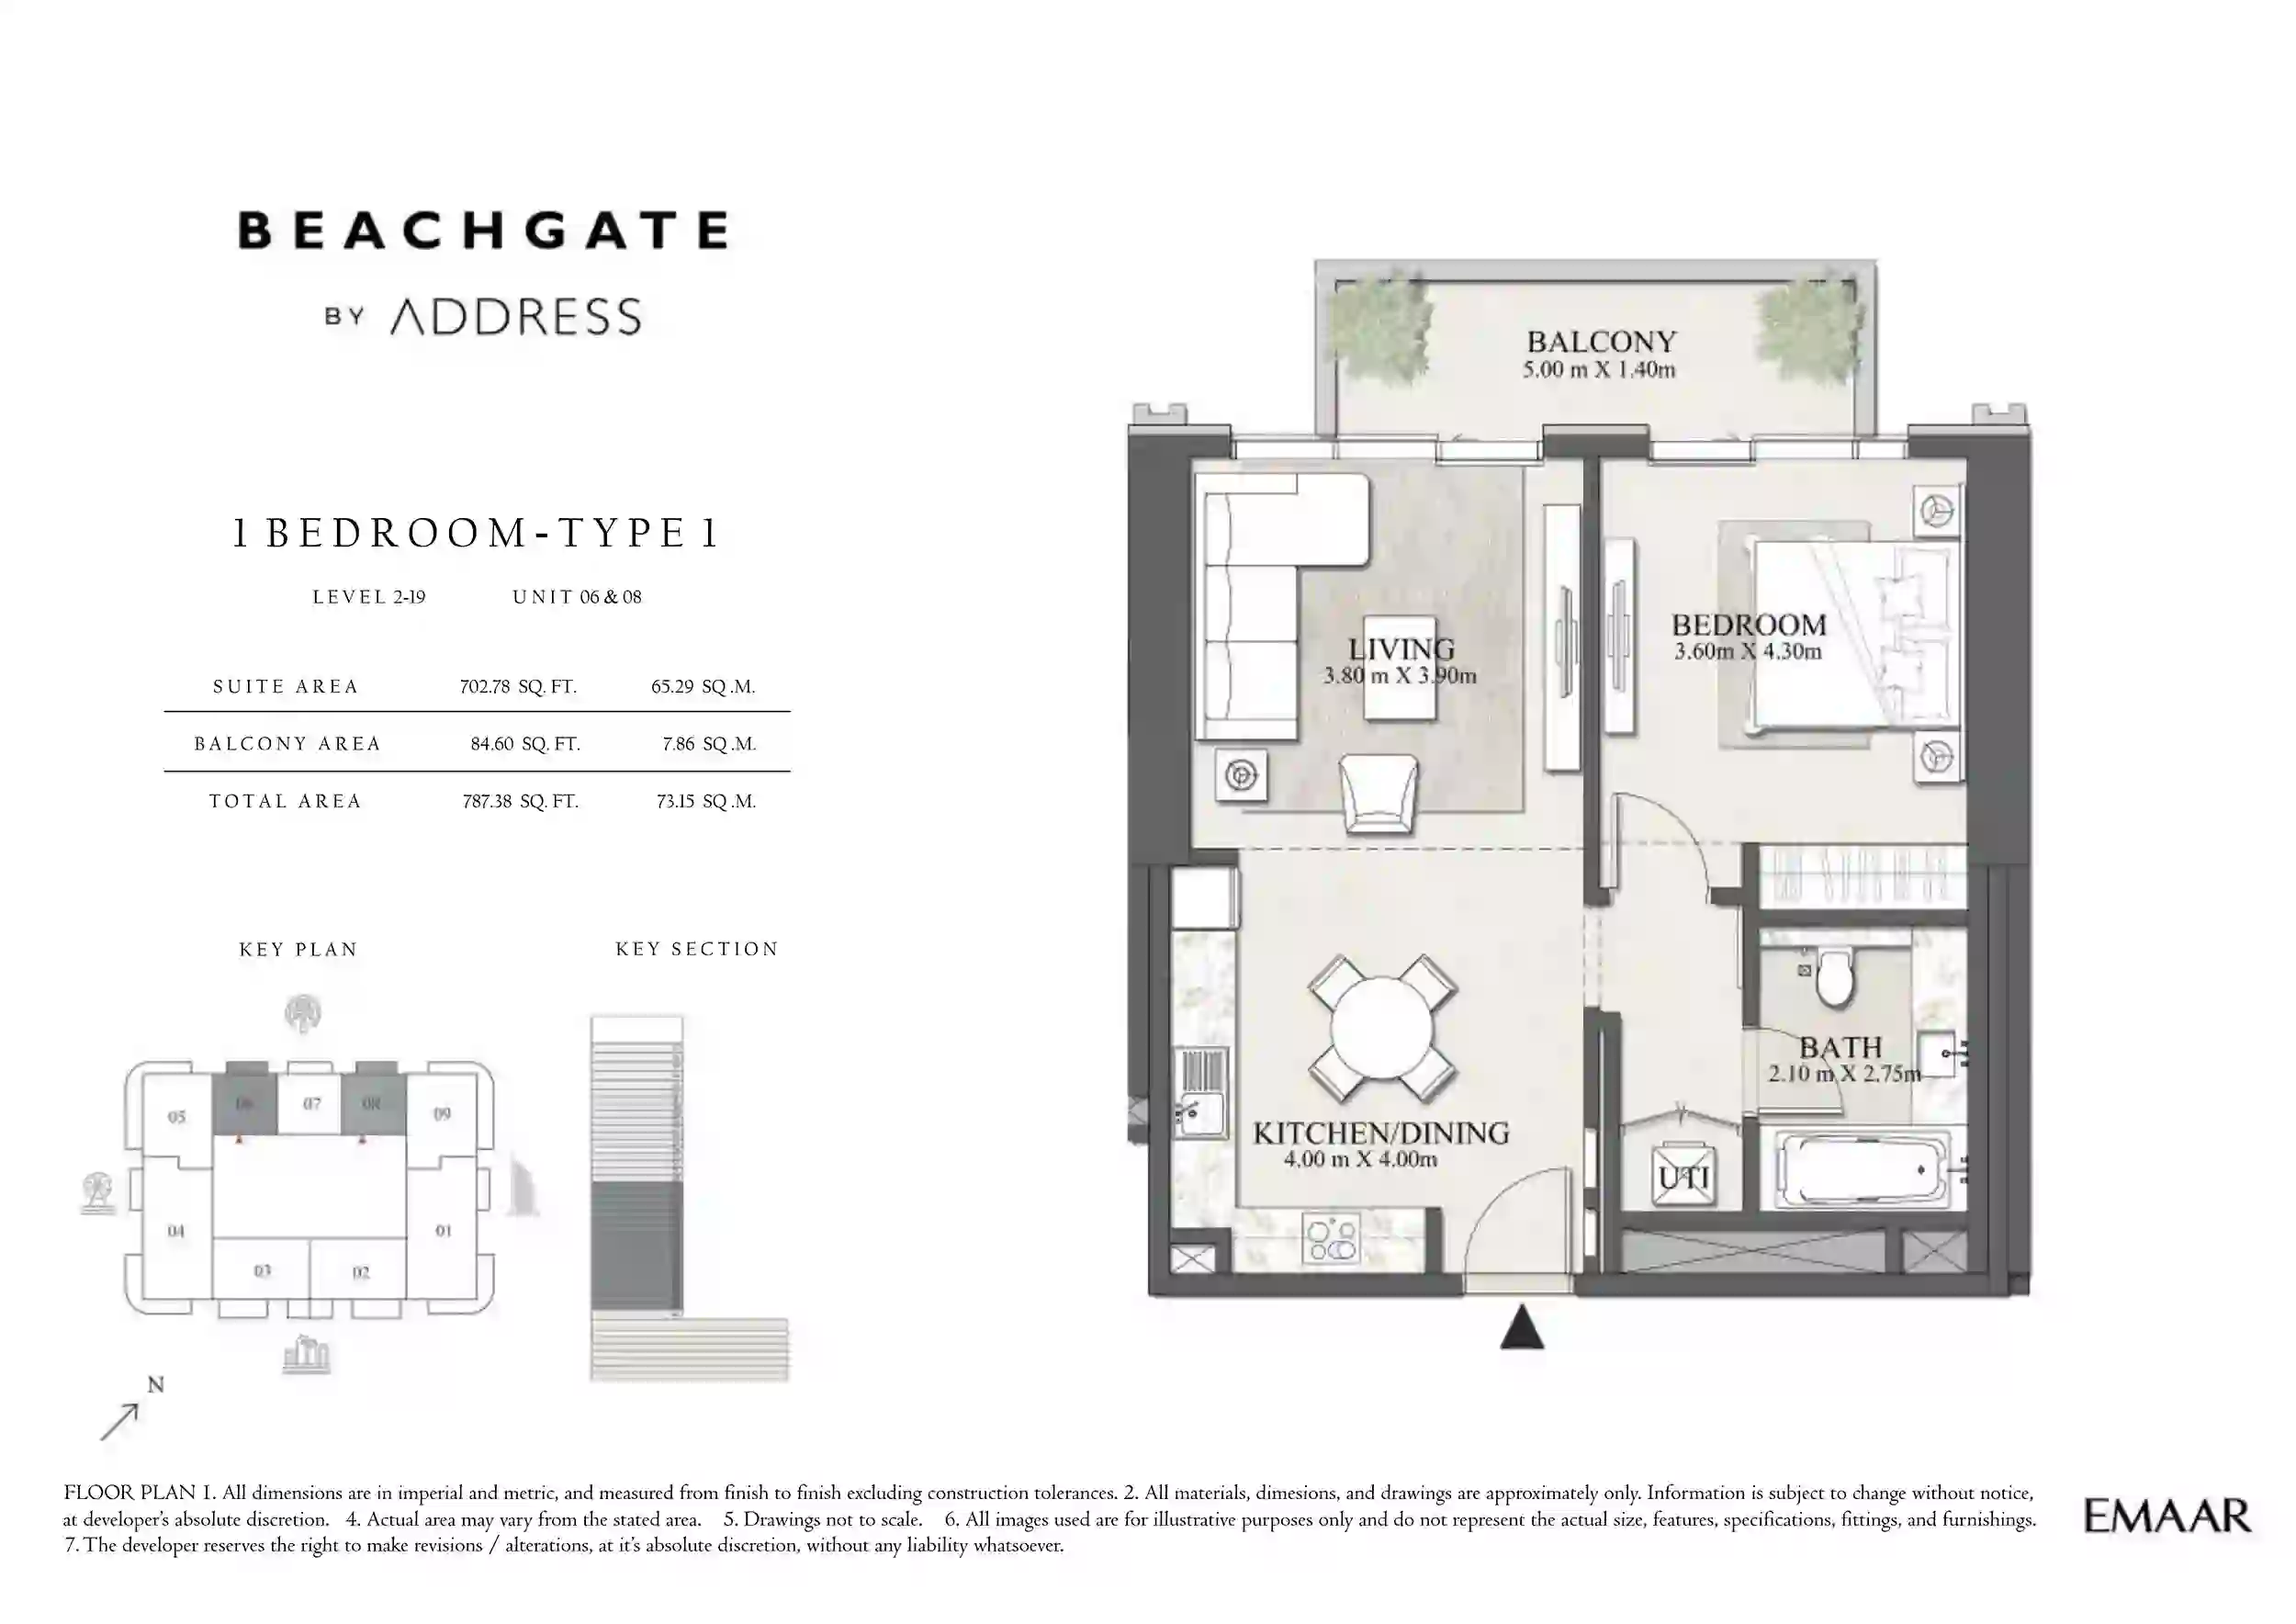 BEACHGATE
BY ADDRESS
1 BEDROOM-TYPE 1
LEVEL 2-19 UNIT 06 & 08
SUITE AREA 702.78 SQ. FT. 65.29 SQ.M.
BALCONY AREA 84.60 SQ. FT. 7.86 SQ.M.
TOTAL AREA 787.38 SQ. FT. 73.15 SQ.M.
KEY PLAN KEY SECTION
05 06 07 08 09
04 01
03 02
N
BALCONY
5.00 m X 1.40m
LIVING
3.80 m X 3.90m
BEDROOM
3.60m X 4.30m
BATH
2.10 m X 2.75m
KITCHEN/DINING
4.00 m X 4.00m
UTI
FLOOR PLAN 1. All dimensions are in imperial and metric, and measured from finish to finish excluding construction tolerances. 2. All materials, dimesions, and drawings are approximately only. Information is subject to change without notice,
at developer's absolute discretion. 4. Actual area may vary from the stated area. 5. Drawings not to scale. 6. All images used are for illustrative purposes only and do not represent the actual size, features, specifications, fittings, and furnishings.
7. The developer reserves the right to make revisions / alterations, at it's absolute discretion, without any liability whatsoever.
EMAAR